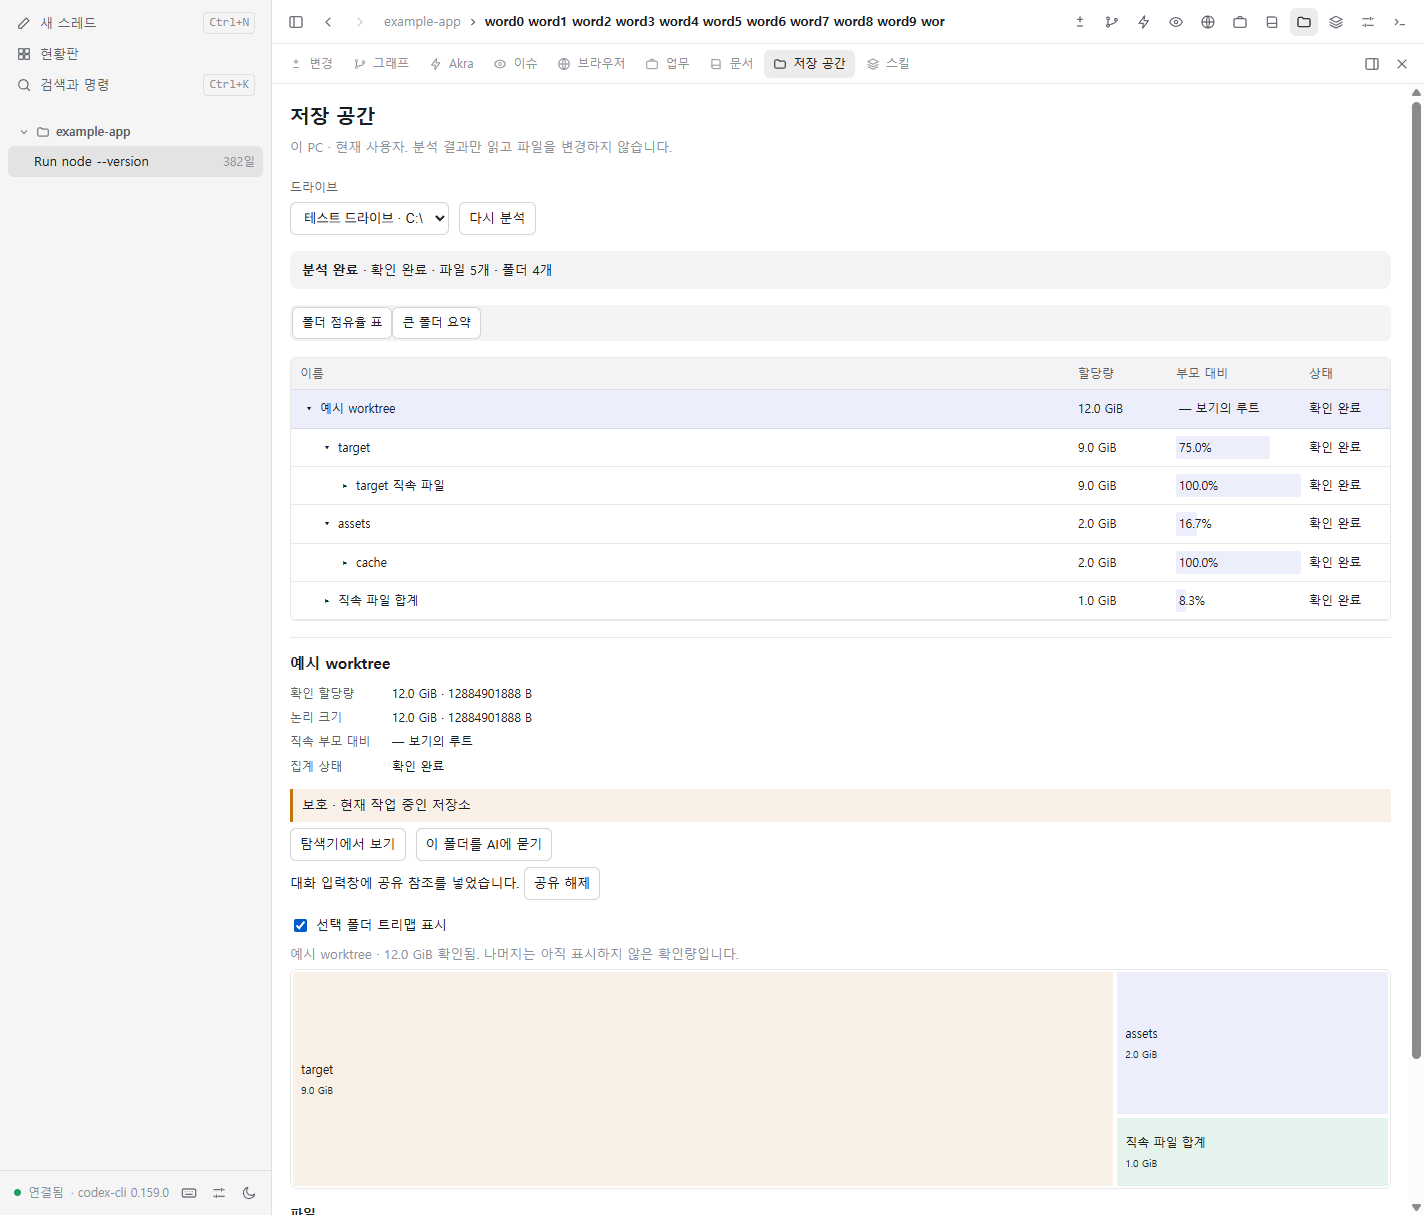 새 스레드 Ctrl+N
현황판
검색과 명령 Ctrl+K
example-app
Run node --version 382일
연결됨 · codex-cli 0.159.0
example-app › word0 word1 word2 word3 word4 word5 word6 word7 word8 word9 wor
변경 그래프 Akra 이슈 브라우저 업무 문서 저장 공간 스킬
저장 공간
이 PC · 현재 사용자. 분석 결과만 읽고 파일을 변경하지 않습니다.
드라이브
테스트 드라이브 · C:\ 다시 분석
분석 완료 · 확인 완료 · 파일 5개 · 폴더 4개
폴더 점유율 표 큰 폴더 요약
이름 할당량 부모 대비 상태
예시 worktree 12.0 GiB — 보기의 루트 확인 완료
target 9.0 GiB 75.0% 확인 완료
target 직속 파일 9.0 GiB 100.0% 확인 완료
assets 2.0 GiB 16.7% 확인 완료
cache 2.0 GiB 100.0% 확인 완료
직속 파일 합계 1.0 GiB 8.3% 확인 완료
예시 worktree
확인 할당량 12.0 GiB · 12884901888 B
논리 크기 12.0 GiB · 12884901888 B
직속 부모 대비 — 보기의 루트
집계 상태 확인 완료
보호 · 현재 작업 중인 저장소
탐색기에서 보기 이 폴더를 AI에 묻기
대화 입력창에 공유 참조를 넣었습니다. 공유 해제
선택 폴더 트리맵 표시
예시 worktree · 12.0 GiB 확인됨. 나머지는 아직 표시하지 않은 확인량입니다.
target
9.0 GiB
assets
2.0 GiB
직속 파일 합계
1.0 GiB
파일